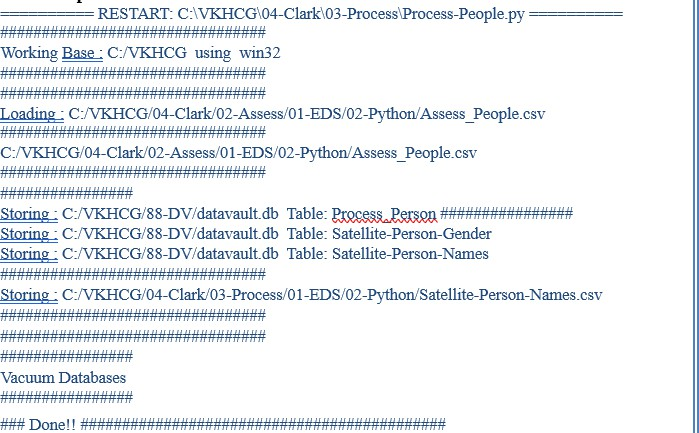 ========== RESTART: C:\VKHCG\04-Clark\03-Process\Process-People.py ==========
################################
Working Base : C:/VKHCG using win32
################################
################################
Loading : C:/VKHCG/04-Clark/02-Assess/01-EDS/02-Python/Assess_People.csv
################################
C:/VKHCG/04-Clark/02-Assess/01-EDS/02-Python/Assess_People.csv
################################
################
Storing : C:/VKHCG/88-DV/datavault.db Table: Process_Person ################
Storing : C:/VKHCG/88-DV/datavault.db Table: Satellite-Person-Gender
Storing : C:/VKHCG/88-DV/datavault.db Table: Satellite-Person-Names
################################
Storing : C:/VKHCG/04-Clark/03-Process/01-EDS/02-Python/Satellite-Person-Names.csv
################################
################################
################
Vacuum Databases
################
### Done!! ############################################